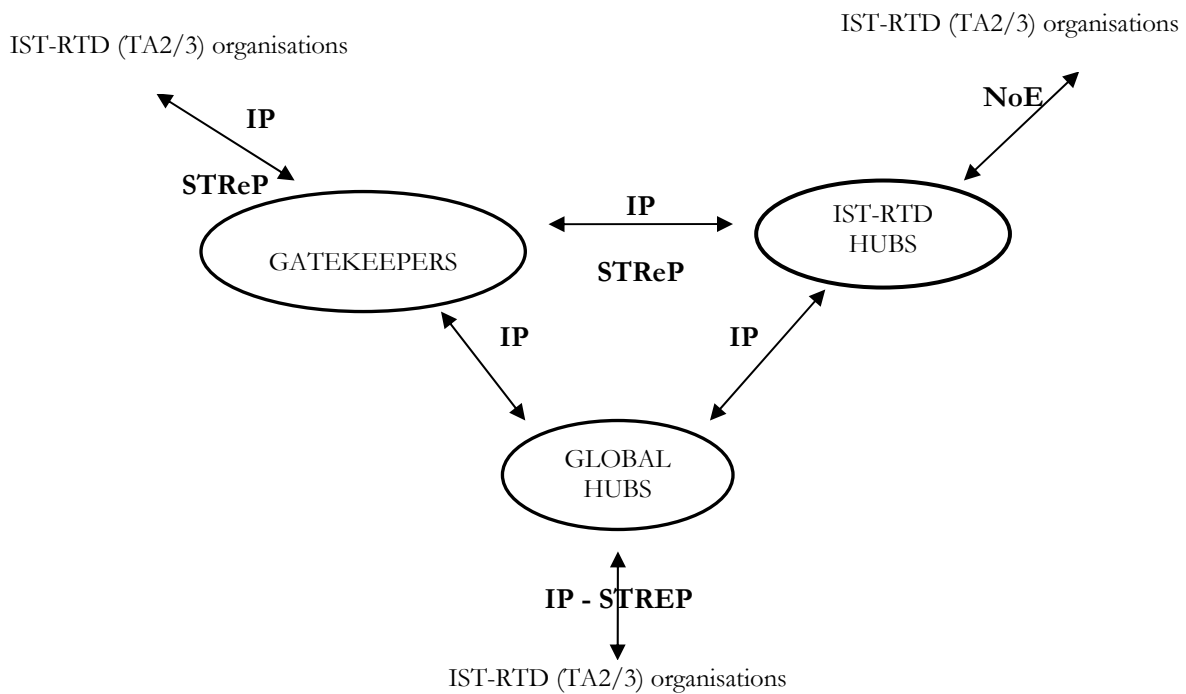 IST-RTD (TA2/3) organisations
IST-RTD (TA2/3) organisations
NoE
IP
STReP
IP
IST-RTD
HUBS
GATEKEEPERS
STReP
IP
IP
GLOBAL
HUBS
IP - STREP
IST-RTD (TA2/3) organisations